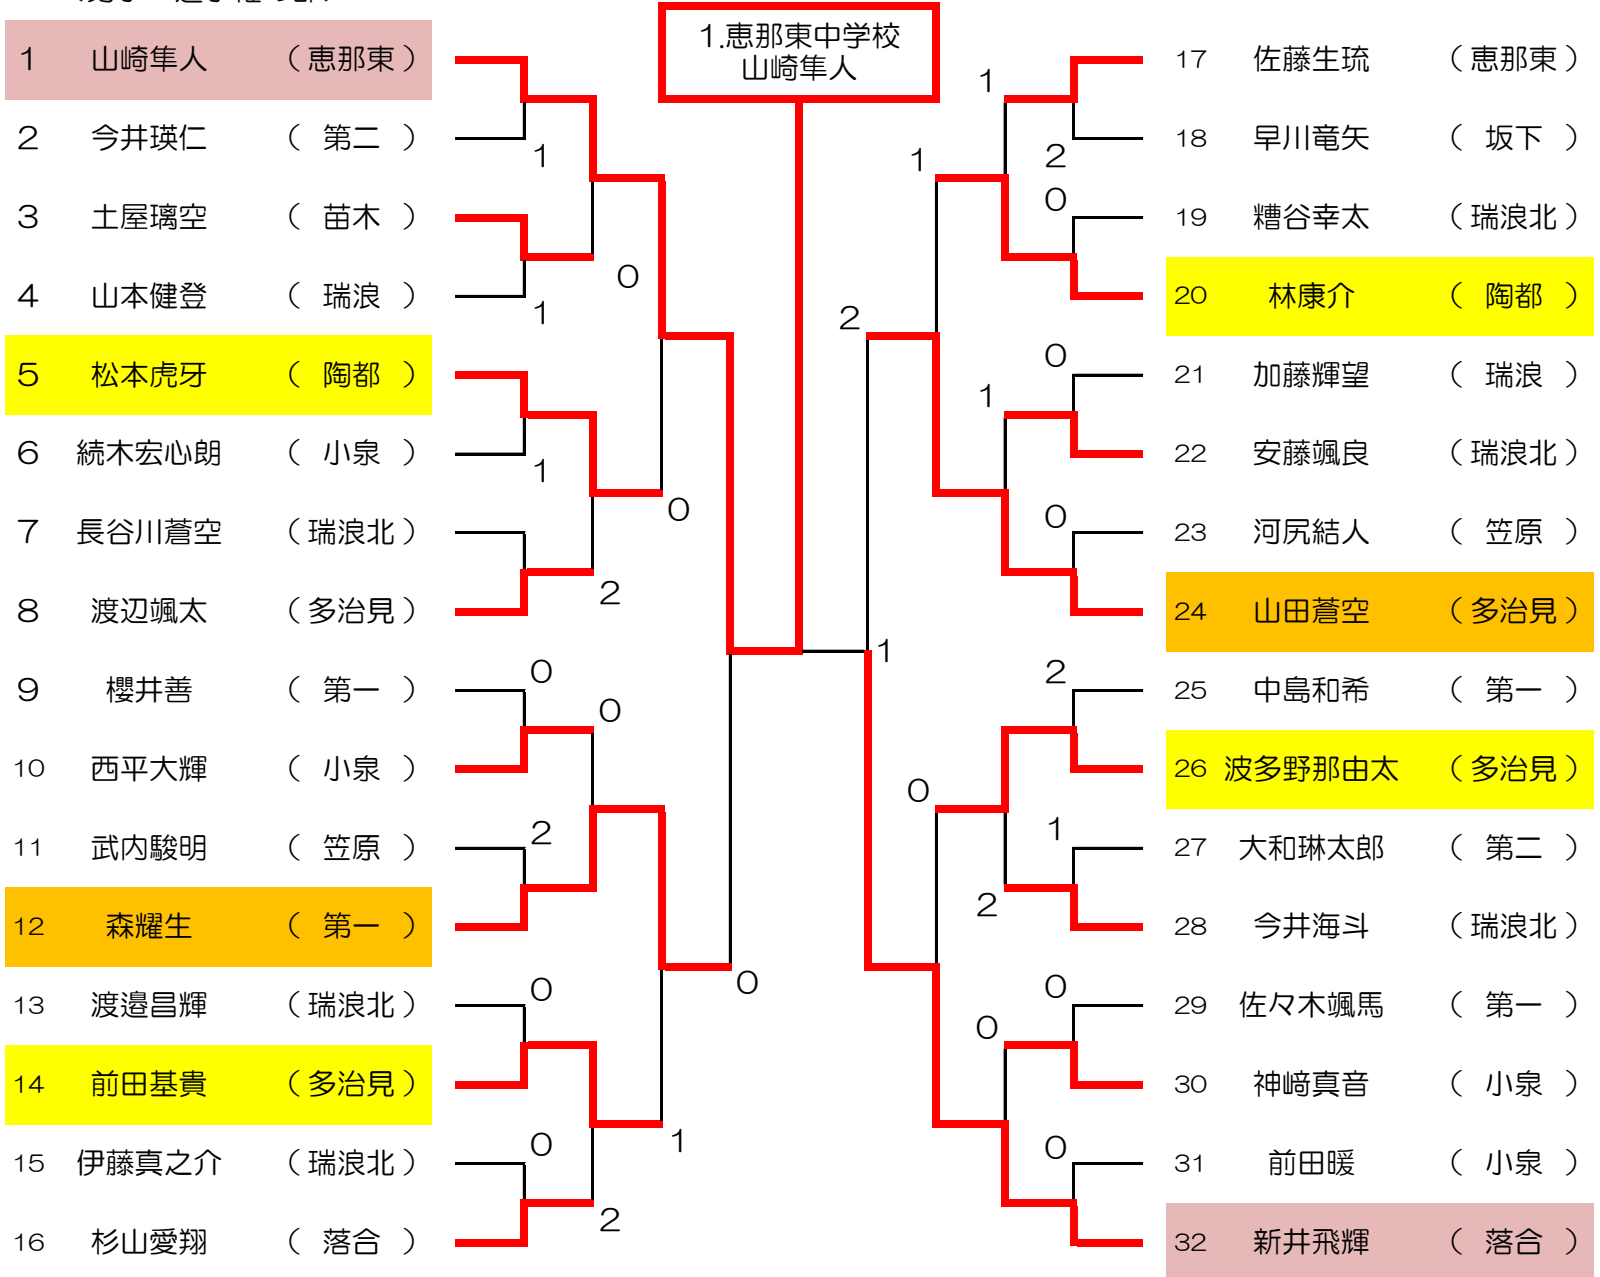 1.恵那東中学校
山崎隼人
1 山崎隼人 （恵那東）
2 今井瑛仁 （ 第二 ）
1
3 土屋璃空 （ 苗木 ）
0
4 山本健登 （ 瑞浪 ）
1
5 松本虎牙 （ 陶都 ）
6 続木宏心朗 （ 小泉 ）
1
0
7 長谷川蒼空 （瑞浪北）
2
8 渡辺颯太 （多治見）
0
9 櫻井善 （ 第一 ）
0
10 西平大輝 （ 小泉 ）
2
11 武内駿明 （ 笠原 ）
12 森耀生 （ 第一 ）
0
0
13 渡邉昌輝 （瑞浪北）
14 前田基貴 （多治見）
0
1
15 伊藤真之介 （瑞浪北）
2
16 杉山愛翔 （ 落合 ）
17 佐藤生琉 （恵那東）
1
18 早川竜矢 （ 坂下 ）
1
2
0
19 糟谷幸太 （瑞浪北）
20 林康介 （ 陶都 ）
2
0
21 加藤輝望 （ 瑞浪 ）
1
22 安藤颯良 （瑞浪北）
0
23 河尻結人 （ 笠原 ）
24 山田蒼空 （多治見）
1
2
25 中島和希 （ 第一 ）
26 波多野那由太 （多治見）
0
1
27 大和琳太郎 （ 第二 ）
2
28 今井海斗 （瑞浪北）
0
29 佐々木颯馬 （ 第一 ）
0
30 神﨑真音 （ 小泉 ）
0
31 前田暖 （ 小泉 ）
32 新井飛輝 （ 落合 ）